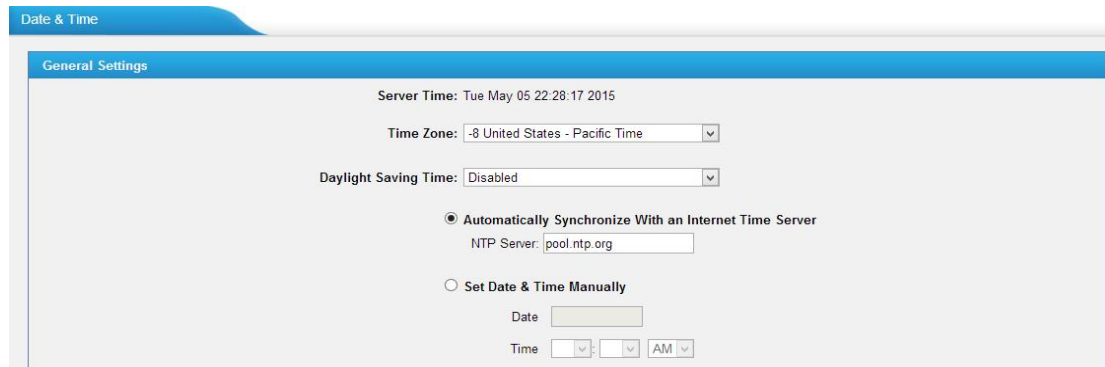 Date & Time
General Settings
Server Time: Tue May 05 22:28:17 2015
Time Zone: -8 United States - Pacific Time
Daylight Saving Time: Disabled
Automatically Synchronize With an Internet Time Server
NTP Server: pool.ntp.org
Set Date & Time Manually
Date
Time : AM